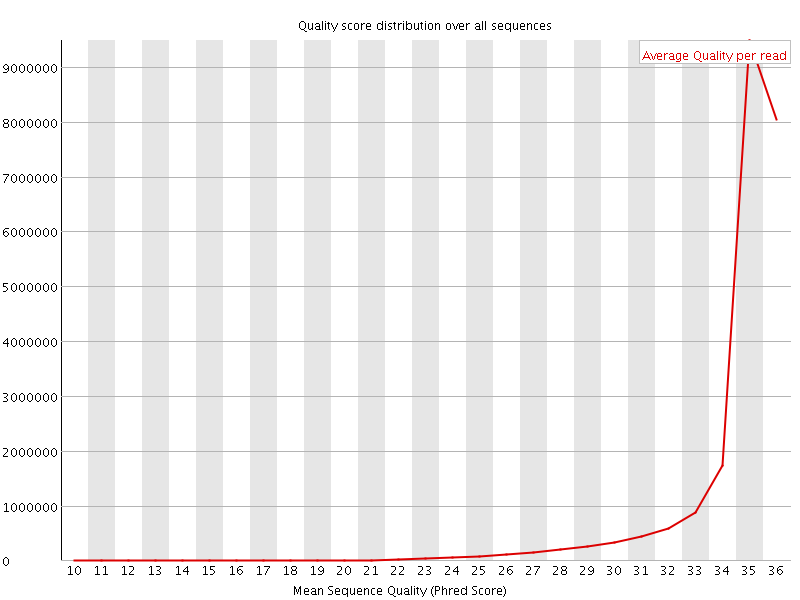 Quality score distribution over all sequences
Average Quality per read
9000000
8000000
7000000
6000000
5000000
4000000
3000000
2000000
1000000
0
10 11 12 13 14 15 16 17 18 19 20 21 22 23 24 25 26 27 28 29 30 31 32 33 34 35 36
Mean Sequence Quality (Phred Score)